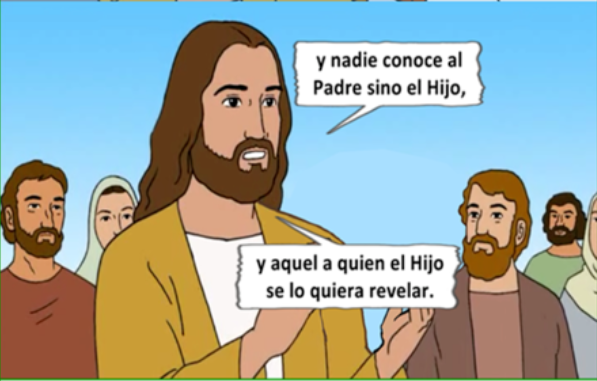 y nadie conoce al
Padre sino el Hijo,
y aquel a quien el Hijo
se lo quiera revelar.